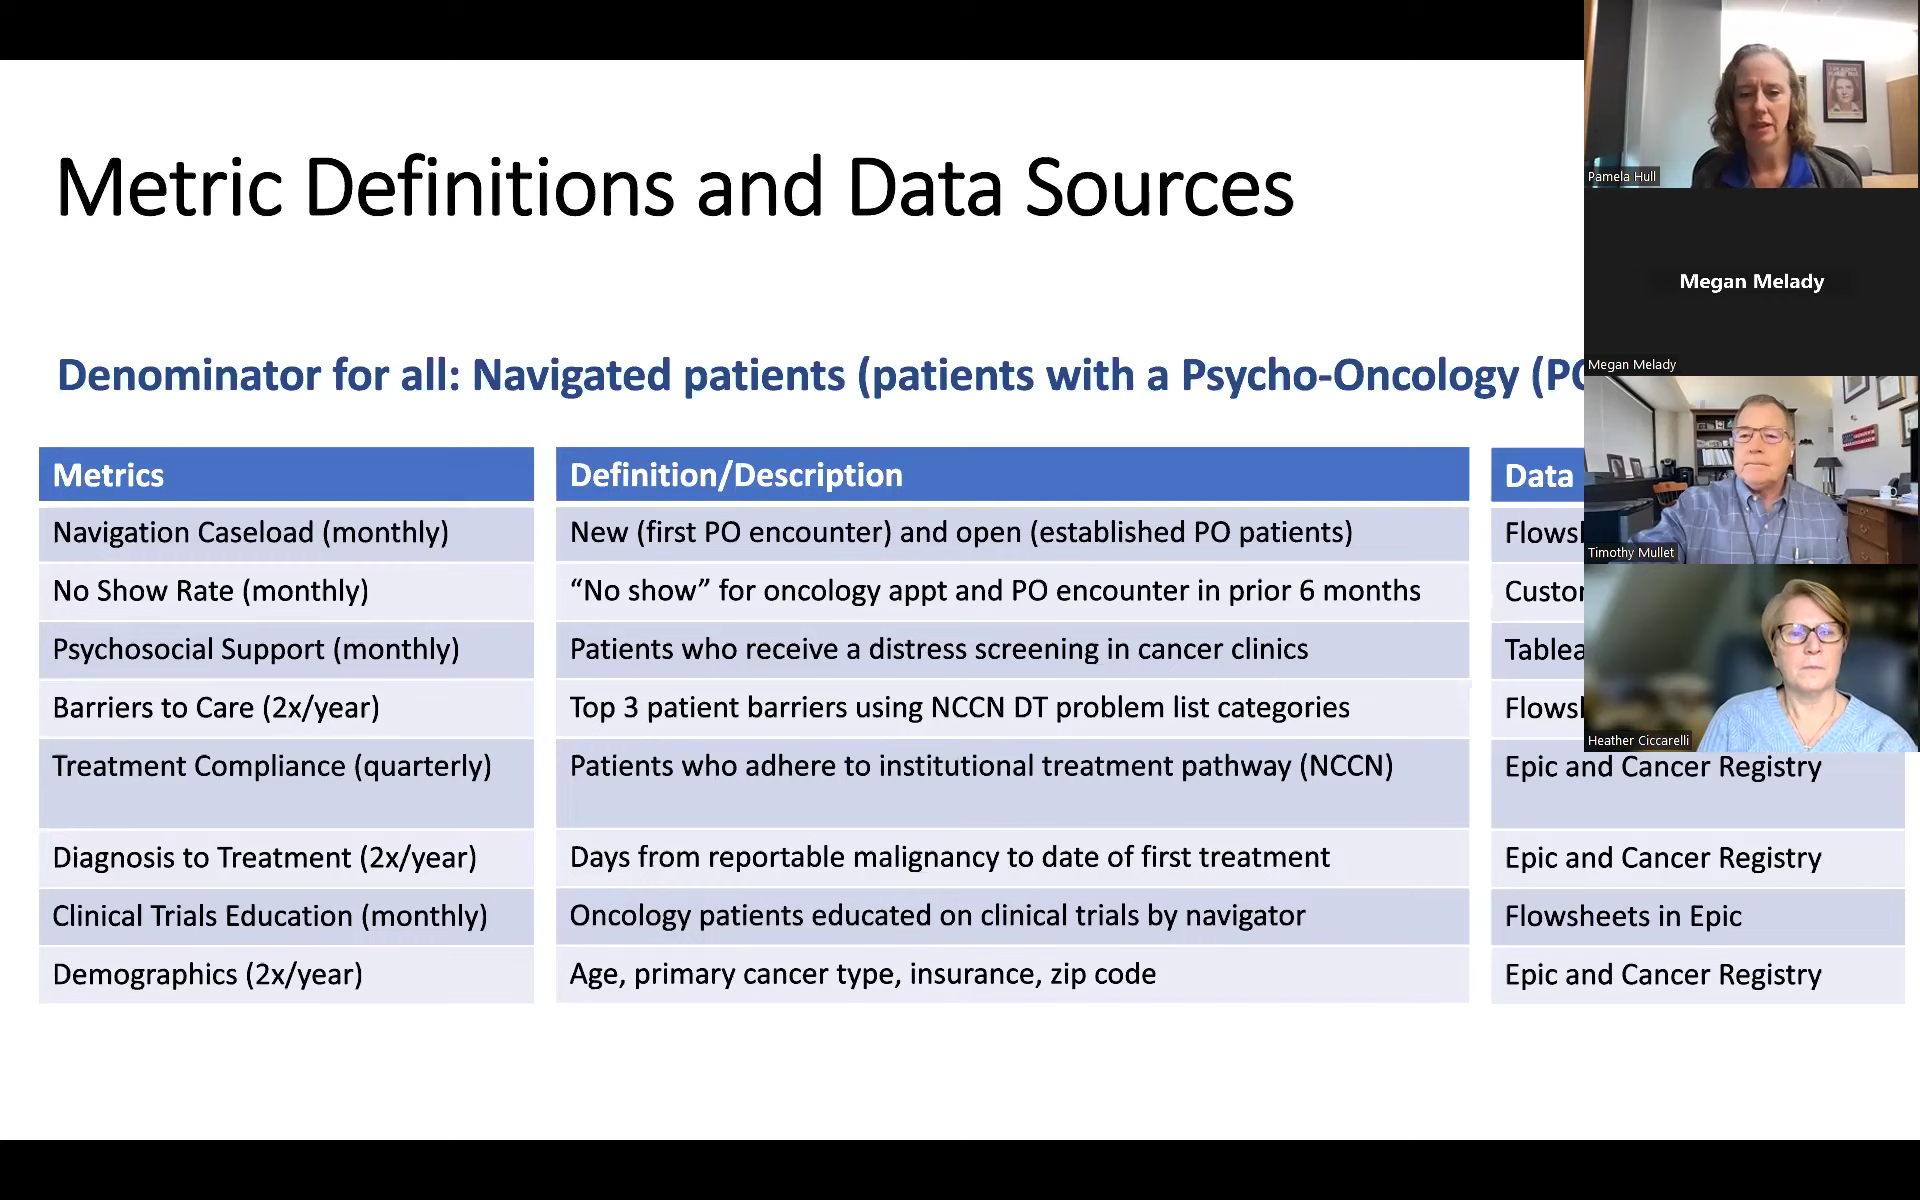 Metric Definitions and Data Sources
Denominator for all: Navigated patients (patients with a Psycho-Oncology
Metrics Definition/Description Data
Navigation Caseload (monthly) New (first PO encounter) and open (established PO patients)
No Show Rate (monthly) “No show” for oncology appt and PO encounter in prior 6 months
Psychosocial Support (monthly) Patients who receive a distress screening in cancer clinics
Barriers to Care (2x/year) Top 3 patient barriers using NCCN DT problem list categories
Treatment Compliance (quarterly) Patients who adhere to institutional treatment pathway (NCCN) Epic and Cancer Registry
Diagnosis to Treatment (2x/year) Days from reportable malignancy to date of first treatment Epic and Cancer Registry
Clinical Trials Education (monthly) Oncology patients educated on clinical trials by navigator Flowsheets in Epic
Demographics (2x/year) Age, primary cancer type, insurance, zip code Epic and Cancer Registry
Pamela Hull
Megan Melady
Megan Melady
Timothy Mullet
Heather Ciccarelli